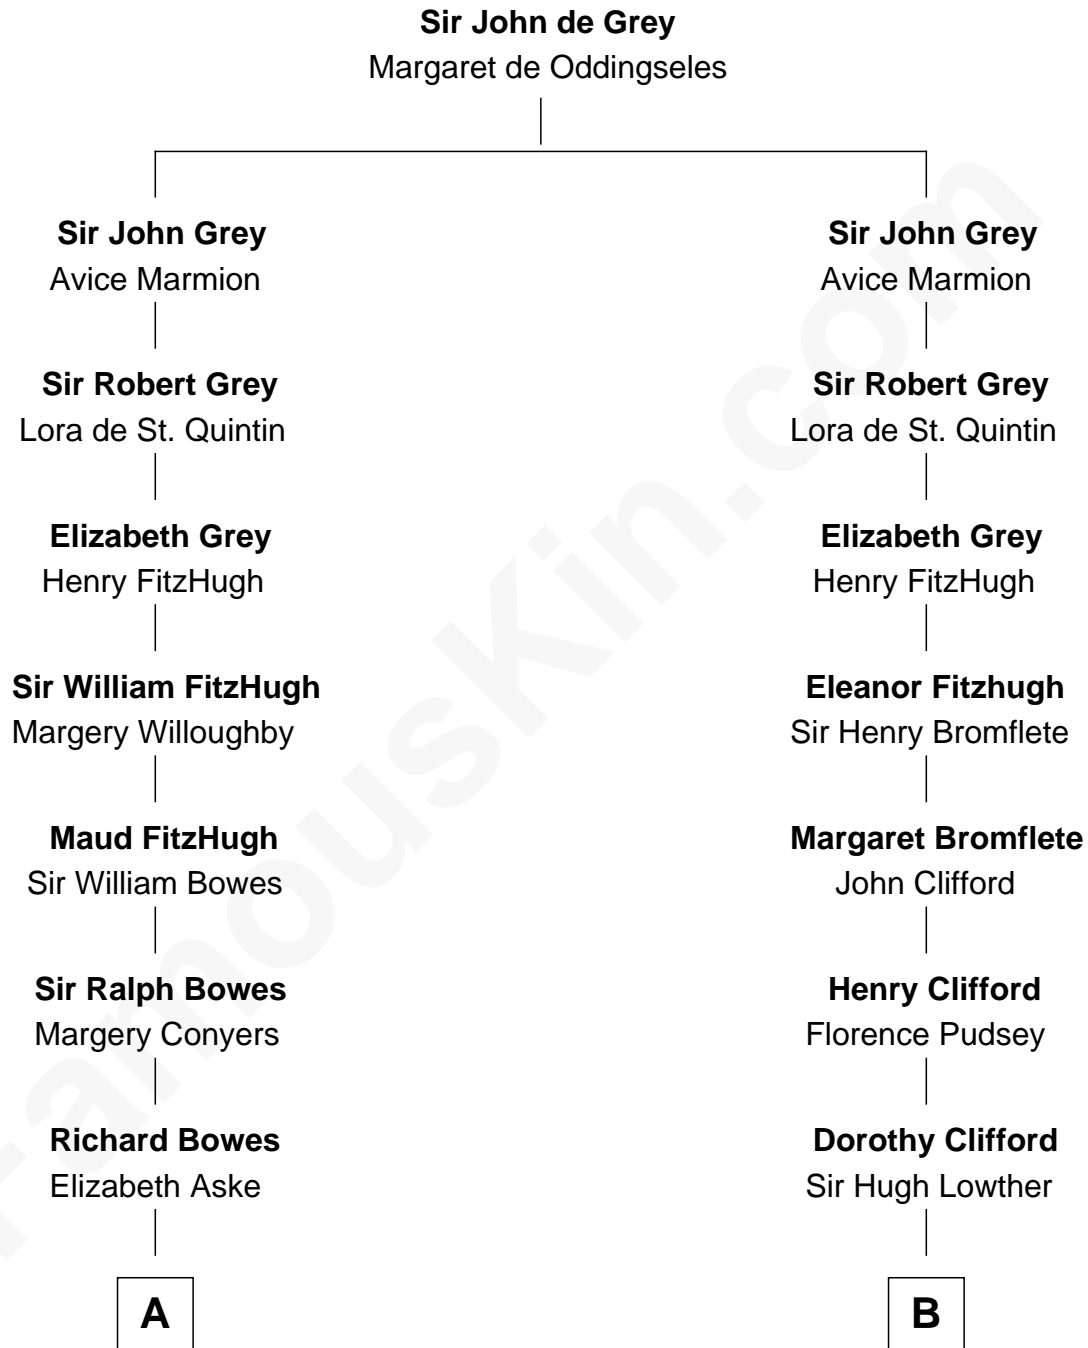 Sir John de Grey
Margaret de Oddingseles
Sir John Grey
Avice Marmion
Sir Robert Grey
Lora de St. Quintin
Elizabeth Grey
Henry FitzHugh
Sir William FitzHugh
Margery Willoughby
Maud FitzHugh
Sir William Bowes
Sir Ralph Bowes
Margery Conyers
Richard Bowes
Elizabeth Aske
A
Sir John Grey
Avice Marmion
Sir Robert Grey
Lora de St. Quintin
Elizabeth Grey
Henry FitzHugh
Eleanor Fitzhugh
Sir Henry Bromflete
Margaret Bromflete
John Clifford
Henry Clifford
Florence Pudsey
Dorothy Clifford
Sir Hugh Lowther
B
FamousKin.com